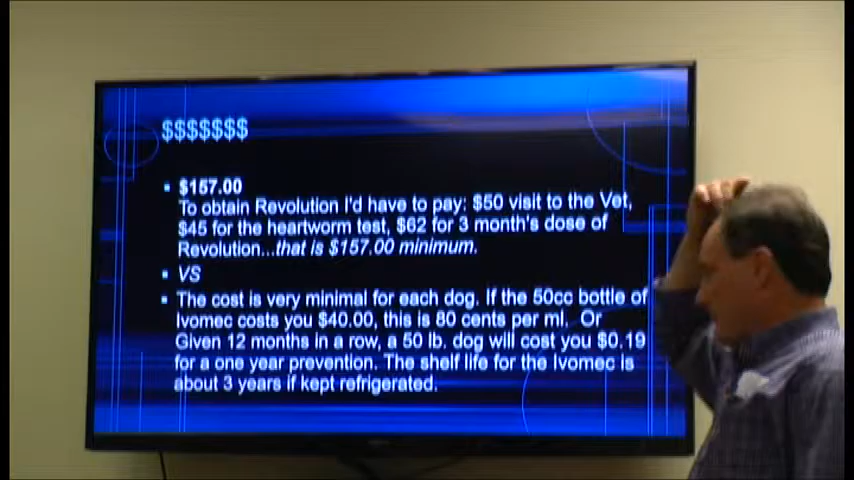 $$$$$$$
$157.00
To obtain Revolution I'd have to pay: $50 visit to the Vet,
$45 for the heartworm test, $62 for 3 month's dose of
Revolution...that is $157.00 minimum.
VS
The cost is very minimal for each dog. If the 50cc bottle of
Ivomec costs you $40.00, this is 80 cents per ml.  Or
Given 12 months in a row, a 50 lb. dog will cost you $0.19
for a one year prevention. The shelf life for the Ivomec is
about 3 years if kept refrigerated.